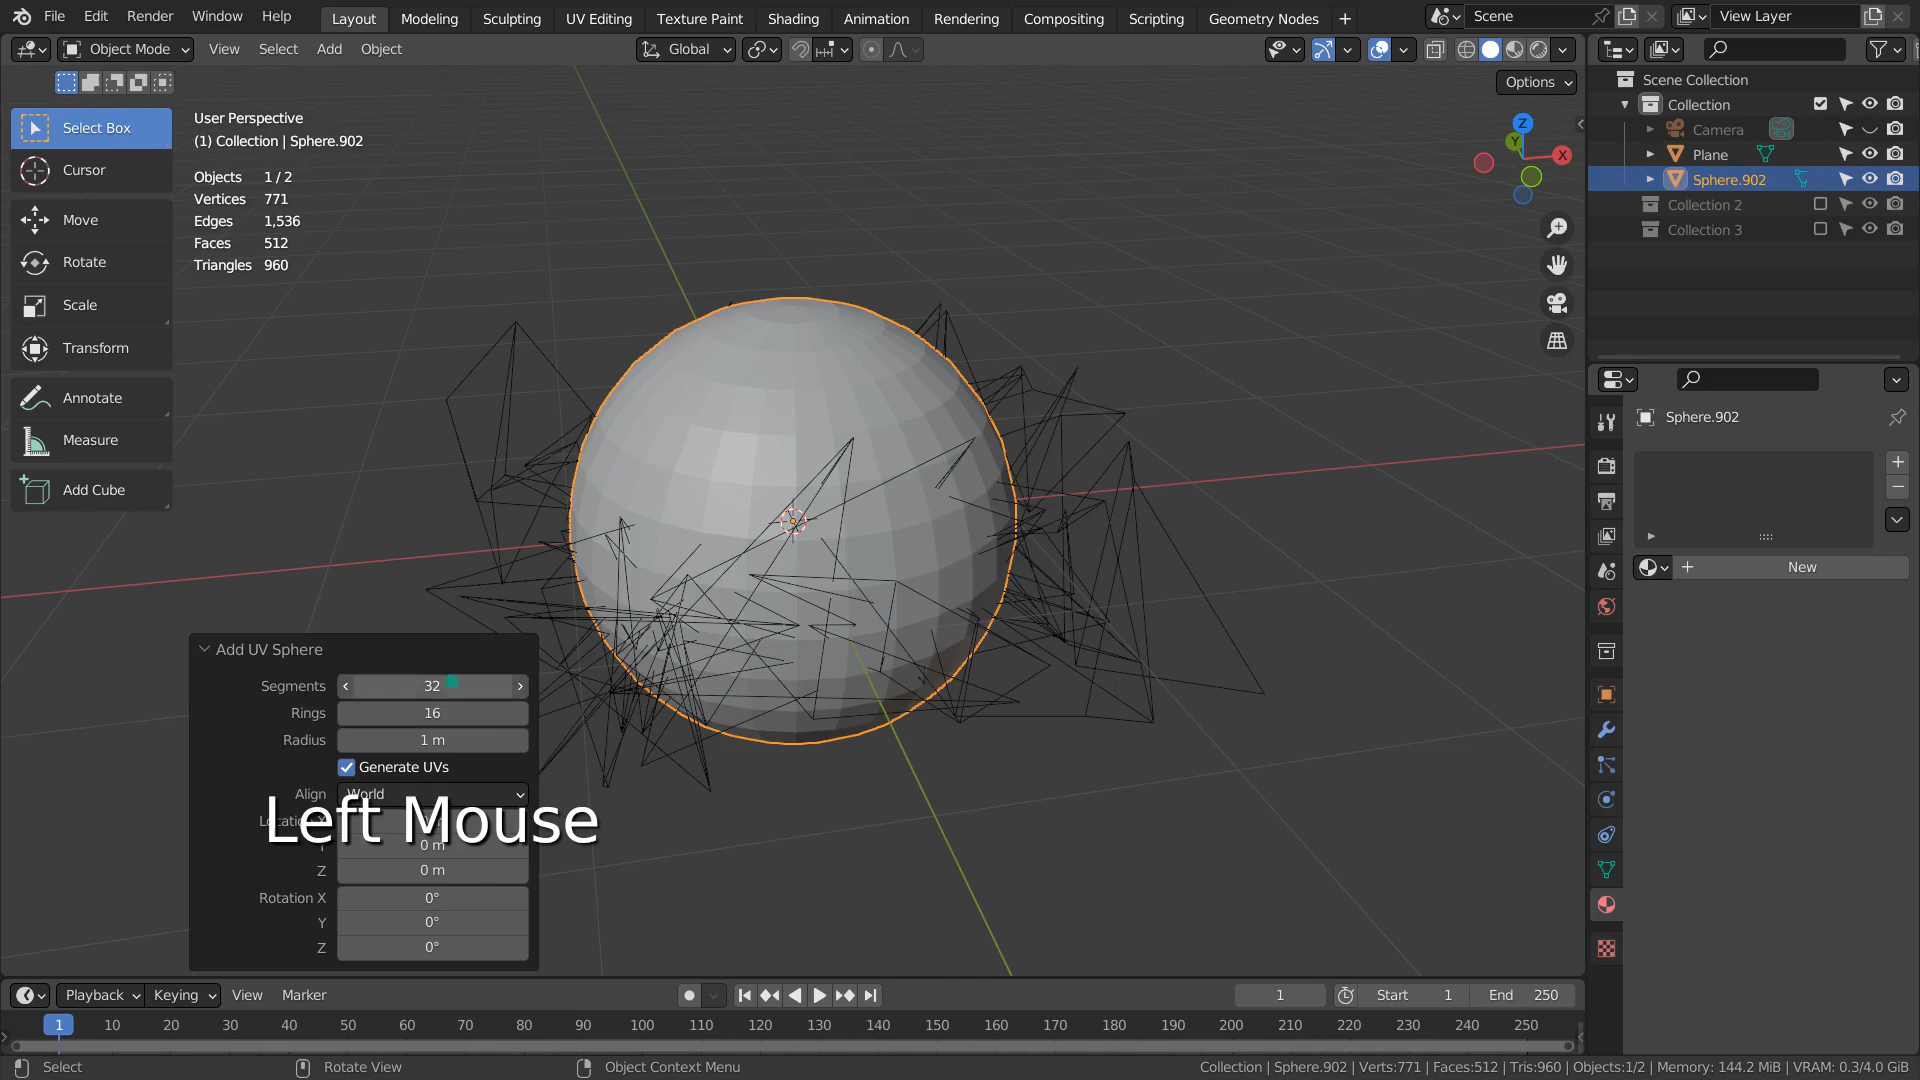 File Edit Render Window Help Layout Modeling Sculpting UV Editing Texture Paint Shading Animation Rendering Compositing Scripting Geometry Nodes + Scene View Layer
Object Mode View Select Add Object Global
Options
Select Box
Cursor
Move
Rotate
Scale
Transform
Annotate
Measure
Add Cube
User Perspective
(1) Collection | Sphere.902
Objects 1 / 2
Vertices 771
Edges 1,536
Faces 512
Triangles 960
Z
Y
X
Scene Collection
Collection
Camera
Plane
Sphere.902
Collection 2
Collection 3
Sphere.902
New
Add UV Sphere
Segments 32
Rings 16
Radius 1 m
Generate UVs
Align World
Left Mouse
0 m
Z 0 m
Rotation X 0°
Y 0°
Z 0°
Playback Keying View Marker 1 Start 1 End 250
1 10 20 30 40 50 60 70 80 90 100 110 120 130 140 150 160 170 180 190 200 210 220 230 240 250
Select Rotate View Object Context Menu Collection | Sphere.902 | Verts:771 | Faces:512 | Tris:960 | Objects:1/2 | Memory: 144.2 MiB | VRAM: 0.3/4.0 GiB